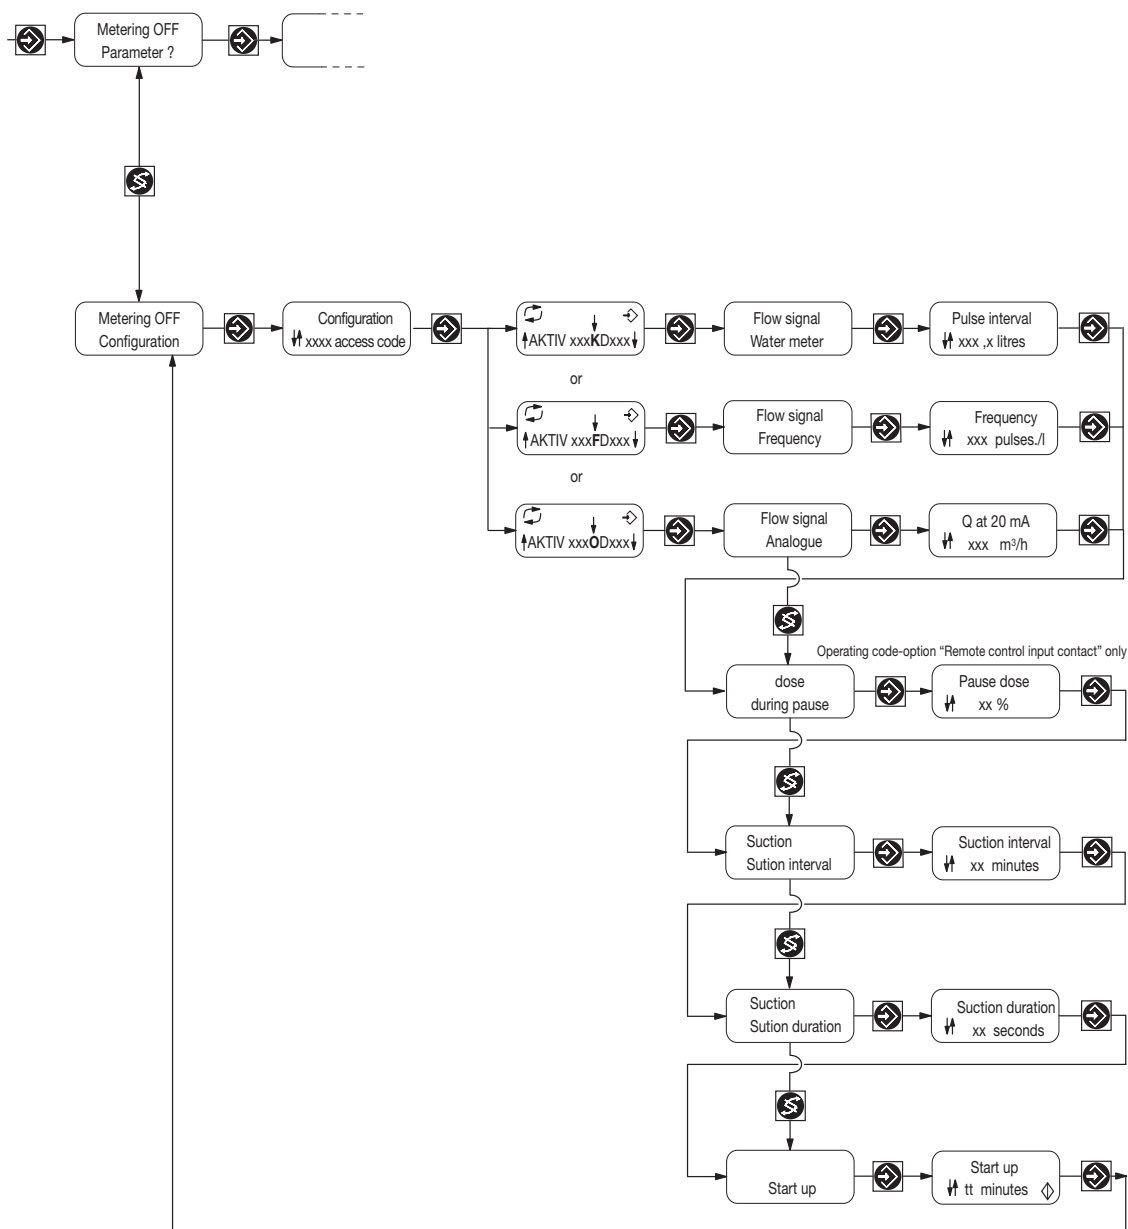 Metering OFF
Parameter ?
Metering OFF
Configuration
Configuration
xxxx access code
AKTIV xxxKDxxx
Flow signal
Water meter
Pulse interval
xxx ,x litres
or
AKTIV xxxFDxxx
Flow signal
Frequency
Frequency
xxx pulses./l
or
AKTIV xxxODxxx
Flow signal
Analogue
Q at 20 mA
xxx m³/h
Operating code-option “Remote control input contact” only
dose
during pause
Pause dose
xx %
Suction
Sution interval
Suction interval
xx minutes
Suction
Sution duration
Suction duration
xx seconds
Start up
Start up
tt minutes